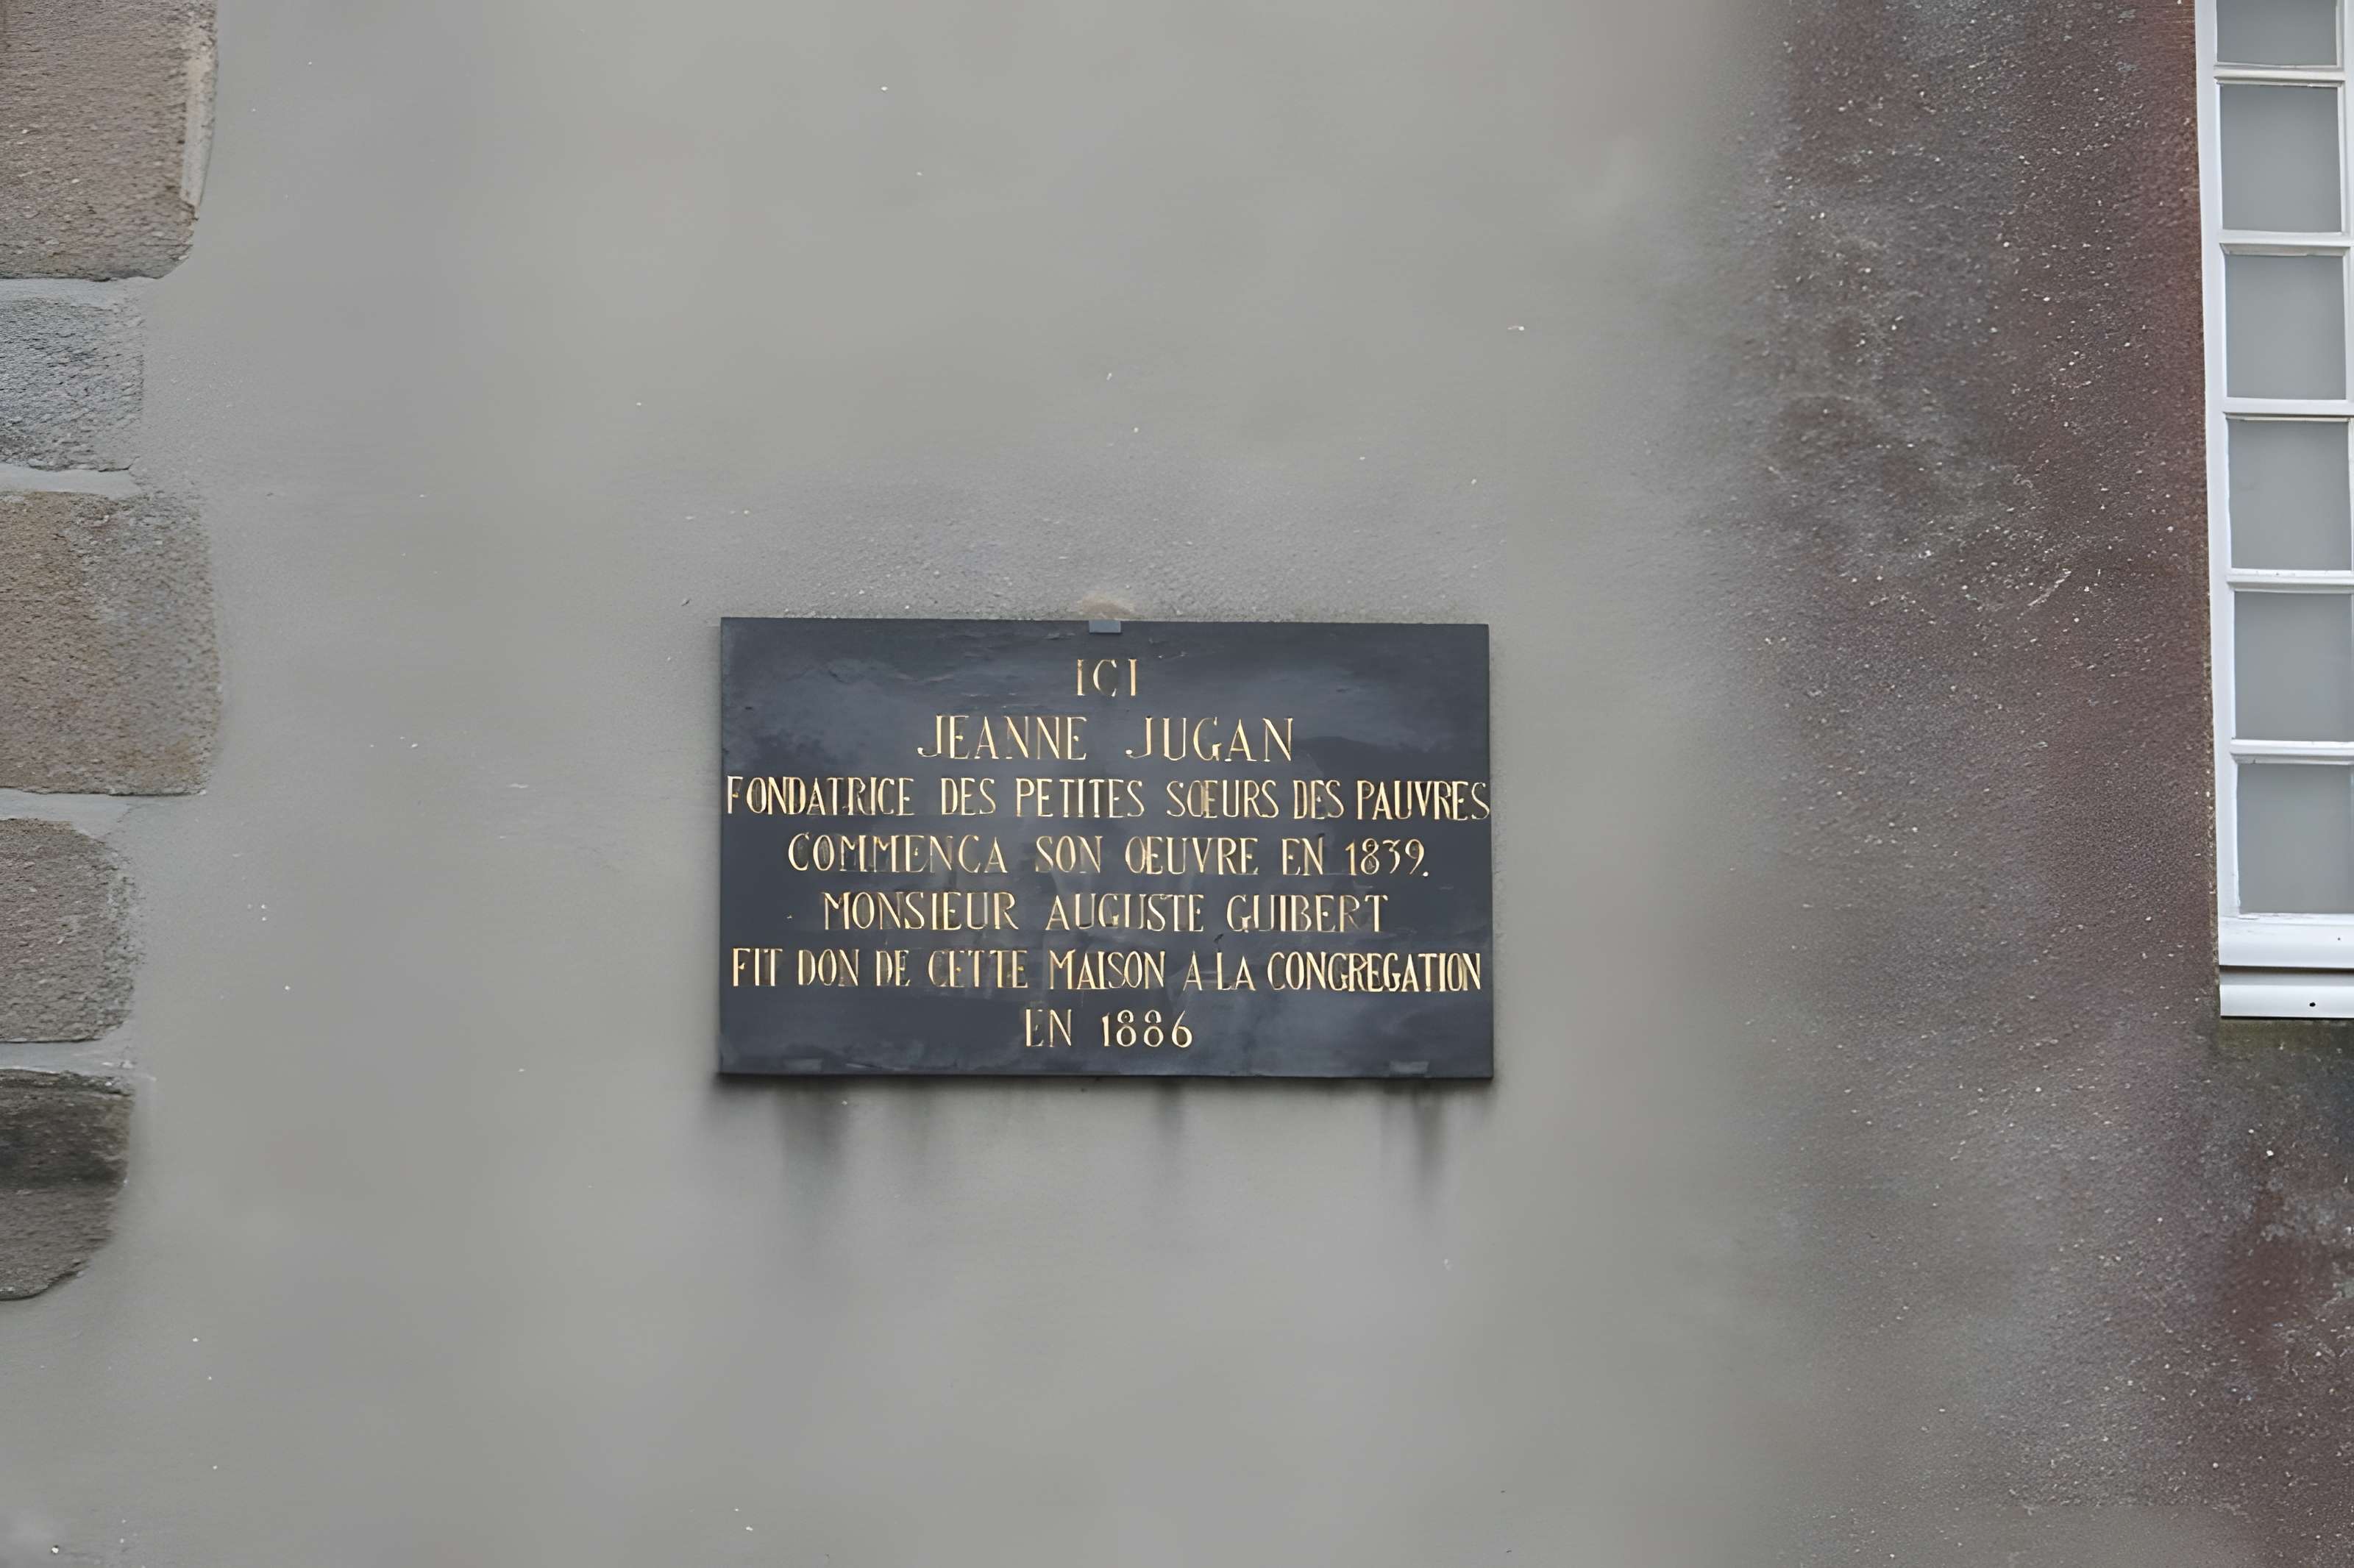 ICI
JEANNE JUGAN
FONDATRICE DES PETITES SŒURS DES PAUVRES
COMMENCA SON ŒUVRE EN 1839.
MONSIEUR AUGUSTE GUIBERT
FIT DON DE CETTE MAISON A LA CONGREGATION
EN 1886